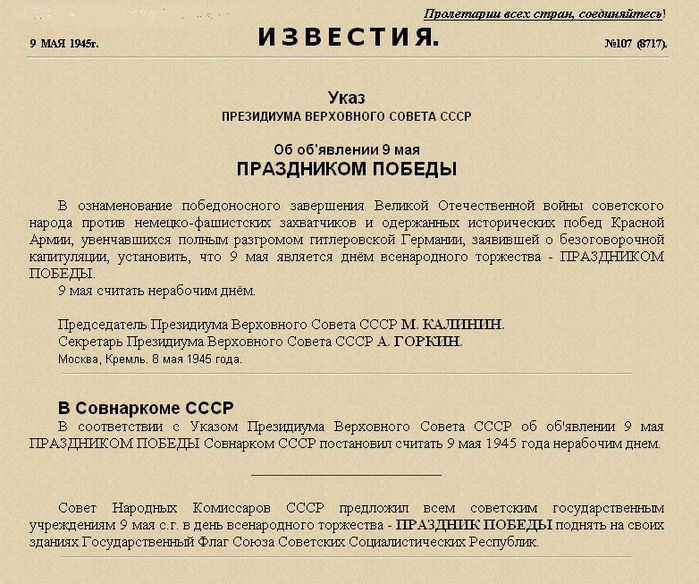 Пролетарии всех стран, соединяйтесь!
9 МАЯ 1945г. ИЗВЕСТИЯ. №107 (8717).
Указ
ПРЕЗИДИУМА ВЕРХОВНОГО СОВЕТА СССР
Об об'явлении 9 мая
ПРАЗДНИКОМ ПОБЕДЫ
В ознаменование победоносного завершения Великой Отечественной войны советского
народа против немецко-фашистских захватчиков и одержанных исторических побед Красной
Армии, увенчавшихся полным разгромом гитлеровской Германии, заявившей о безоговорочной
капитуляции, установить, что 9 мая является днём всенародного торжества - ПРАЗДНИКОМ
ПОБЕДЫ.
9 мая считать нерабочим днём.
Председатель Президиума Верховного Совета СССР М. КАЛИНИН.
Секретарь Президиума Верховного Совета СССР А. ГОРКИН.
Москва, Кремль. 8 мая 1945 года.
В Совнаркоме СССР
В соответствии с Указом Президиума Верховного Совета СССР об об'явлении 9 мая
ПРАЗДНИКОМ ПОБЕДЫ Совнарком СССР постановил считать 9 мая 1945 года нерабочим днем.
Совет Народных Комиссаров СССР предложил всем советским государственным
учреждениям 9 мая с.г. в день всенародного торжества - ПРАЗДНИК ПОБЕДЫ поднять на своих
зданиях Государственный Флаг Союза Советских Социалистических Республик.